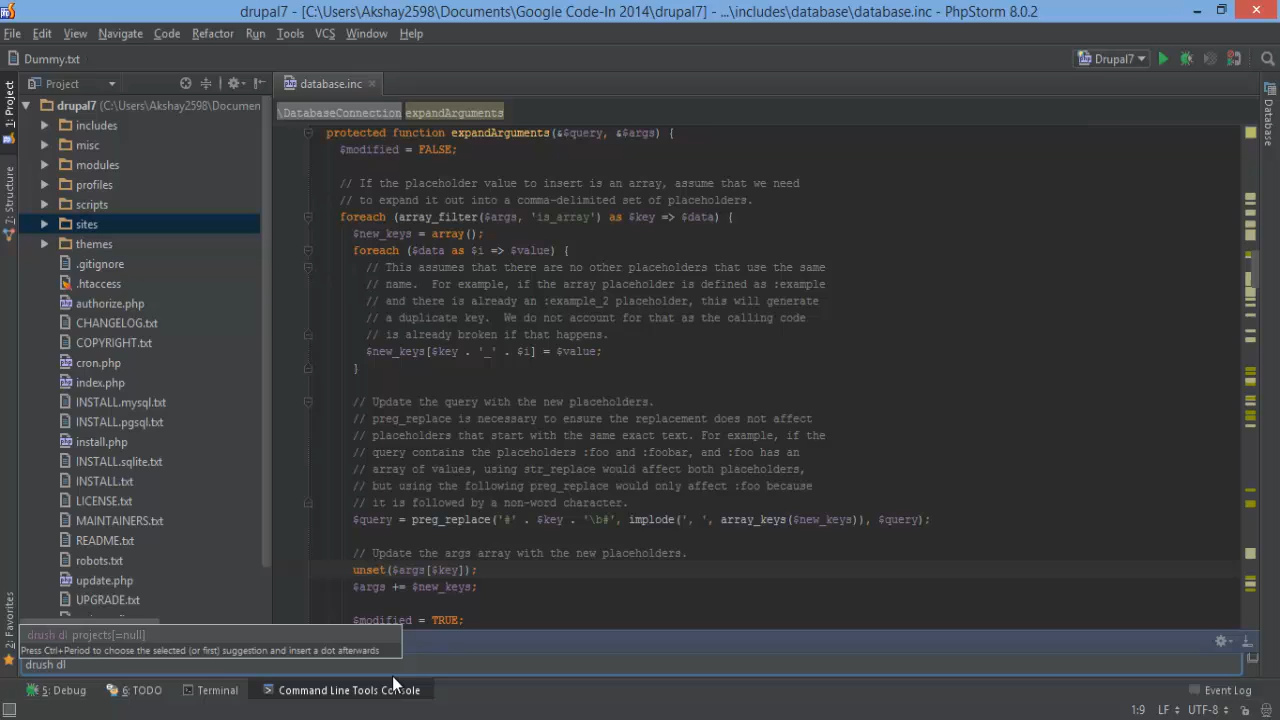 drupal7 - [C:\Users\Akshay2598\Documents\Google Code-In 2014\drupal7] - ...\includes\database\database.inc - PhpStorm 8.0.2
File Edit View Navigate Code Refactor Run Tools VCS Window Help
Dummy.txt
Drupal7
Project
database.inc
1: Project
7: Structure
2: Favorites
Database
drupal7 (C:\Users\Akshay2598\Documen
includes
misc
modules
profiles
scripts
sites
themes
.gitignore
.htaccess
authorize.php
CHANGELOG.txt
COPYRIGHT.txt
cron.php
index.php
INSTALL.mysql.txt
INSTALL.pgsql.txt
install.php
INSTALL.sqlite.txt
INSTALL.txt
LICENSE.txt
MAINTAINERS.txt
README.txt
robots.txt
update.php
UPGRADE.txt
\DatabaseConnection expandArguments
protected function expandArguments(&$query, &$args) {
$modified = FALSE;
// If the placeholder value to insert is an array, assume that we need
// to expand it out into a comma-delimited set of placeholders.
foreach (array_filter($args, 'is_array') as $key => $data) {
$new_keys = array();
foreach ($data as $i => $value) {
// This assumes that there are no other placeholders that use the same
// name.  For example, if the array placeholder is defined as :example
// and there is already an :example_2 placeholder, this will generate
// a duplicate key.  We do not account for that as the calling code
// is already broken if that happens.
$new_keys[$key . '_' . $i] = $value;
}
// Update the query with the new placeholders.
// preg_replace is necessary to ensure the replacement does not affect
// placeholders that start with the same exact text. For example, if the
// query contains the placeholders :foo and :foobar, and :foo has an
// array of values, using str_replace would affect both placeholders,
// but using the following preg_replace would only affect :foo because
// it is followed by a non-word character.
$query = preg_replace('#' . $key . '\b#', implode(', ', array_keys($new_keys)), $query);
// Update the args array with the new placeholders.
unset($args[$key]);
$args += $new_keys;
$modified = TRUE;
drush dl projects[=null]
Press Ctrl+Period to choose the selected (or first) suggestion and insert a dot afterwards
drush dl
5: Debug 6: TODO Terminal Command Line Tools Console Event Log
1:9 LF UTF-8